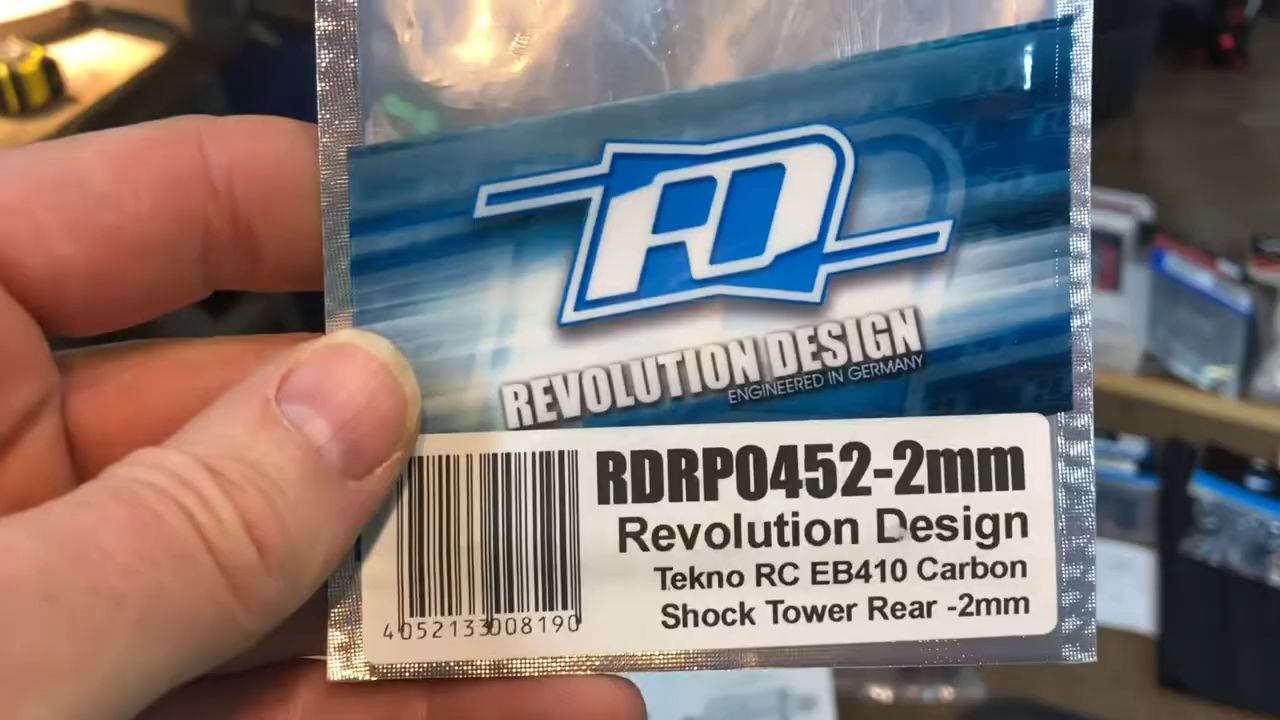 RD
REVOLUTION DESIGN
ENGINEERED IN GERMANY
RDRP0452-2mm
Revolution Design
Tekno RC EB410 Carbon
Shock Tower Rear -2mm
4052133008190